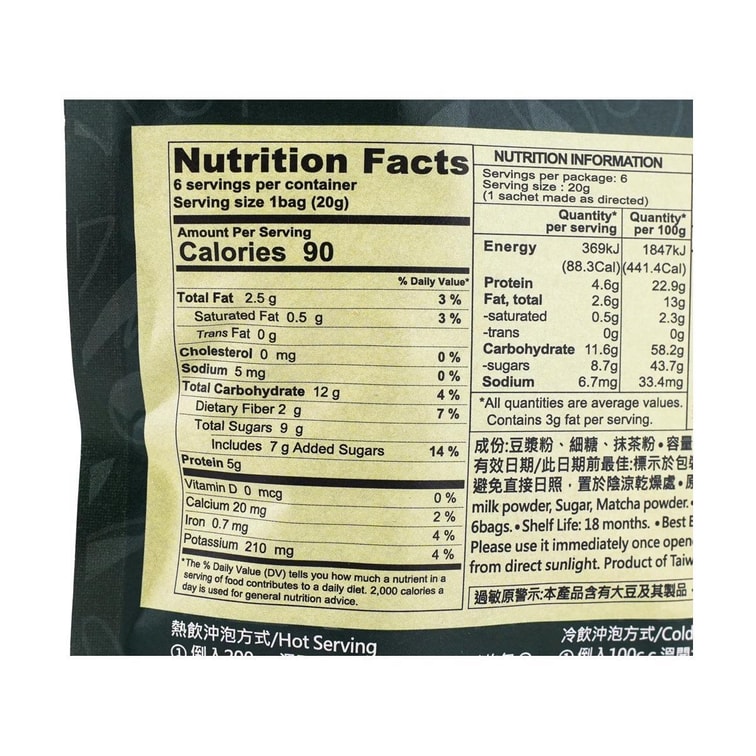 Nutrition Facts
6 servings per container
Serving size 1bag (20g)
Amount Per Serving
Calories 90
% Daily Value*
Total Fat 2.5 g 3 %
Saturated Fat 0.5 g 3 %
Trans Fat 0 g
Cholesterol 0 mg 0 %
Sodium 5 mg 0 %
Total Carbohydrate 12 g 4 %
Dietary Fiber 2 g 7 %
Total Sugars 9 g
Includes 7 g Added Sugars 14 %
Protein 5g
Vitamin D 0 mcg 0 %
Calcium 20 mg 2 %
Iron 0.7 mg 4 %
Potassium 210 mg 4 %
*The % Daily Value (DV) tells you how much a nutrient in a
serving of food contributes to a daily diet. 2,000 calories a
day is used for general nutrition advice.
NUTRITION INFORMATION
Servings per package: 6
Serving size : 20g
(1 sachet made as directed)
Quantity* Quantity*
per serving per 100g
Energy 369kJ 1847kJ
(88.3Cal) (441.4Cal)
Protein 4.6g 22.9g
Fat, total 2.6g 13g
-saturated 0.5g 2.3g
-trans 0g 0g
Carbohydrate 11.6g 58.2g
-sugars 8.7g 43.7g
Sodium 6.7mg 33.4mg
*All quantities are average values.
Contains 3g fat per serving.
成份:豆漿粉、細糖、抹茶粉•容量
有效日期/此日期前最佳:標示於包裝
避免直接日照,置於陰涼乾燥處•原
milk powder, Sugar, Matcha powder.•
6bags.•Shelf Life: 18 months. •Best
Please use it immediately once
from direct sunlight. Product of
過敏原警示:本產品含有大豆及其製品
熱飲沖泡方式/Hot Serving
冷飲沖泡方式/Cold
① 倒入
倒入100c.c